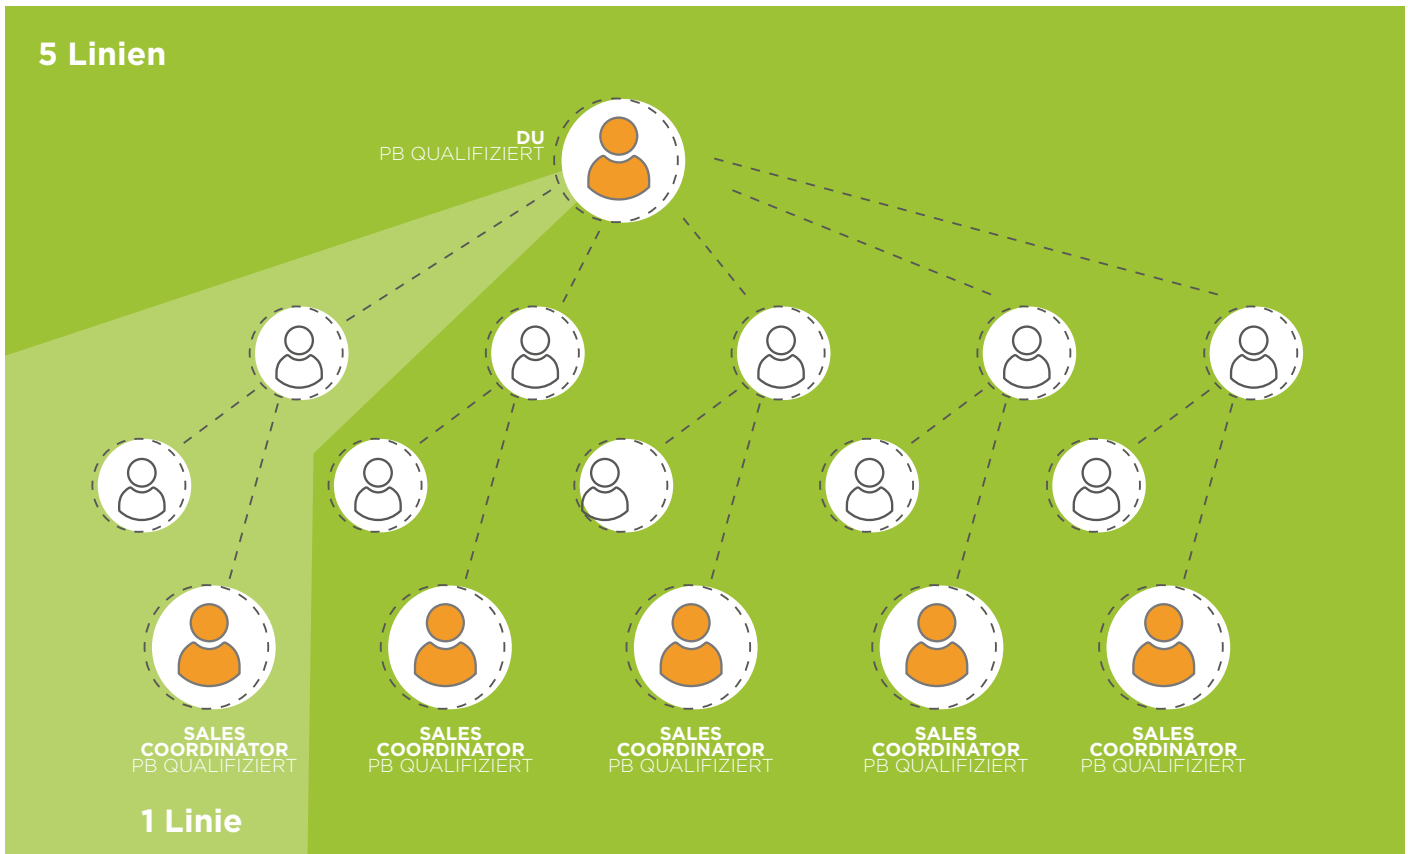 5 Linien
DU
PB QUALIFIZIERT
SALES
COORDINATOR
PB QUALIFIZIERT
SALES
COORDINATOR
PB QUALIFIZIERT
SALES
COORDINATOR
PB QUALIFIZIERT
SALES
COORDINATOR
PB QUALIFIZIERT
SALES
COORDINATOR
PB QUALIFIZIERT
1 Linie